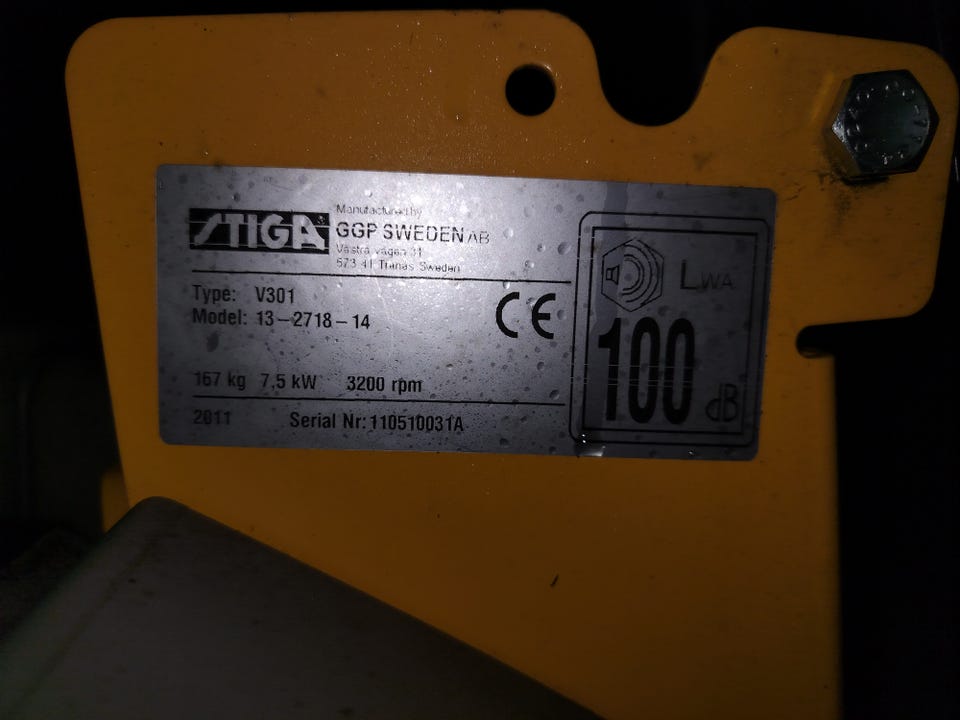 STIGA
Manufactured by
GGP SWEDEN AB
Västra vägen 31
573 41 Tranås Sweden
Type: V301
Model: 13-2718-14
CE
167 kg 7,5 kW 3200 rpm
2011 Serial Nr: 110510031A
LWA
100
dB